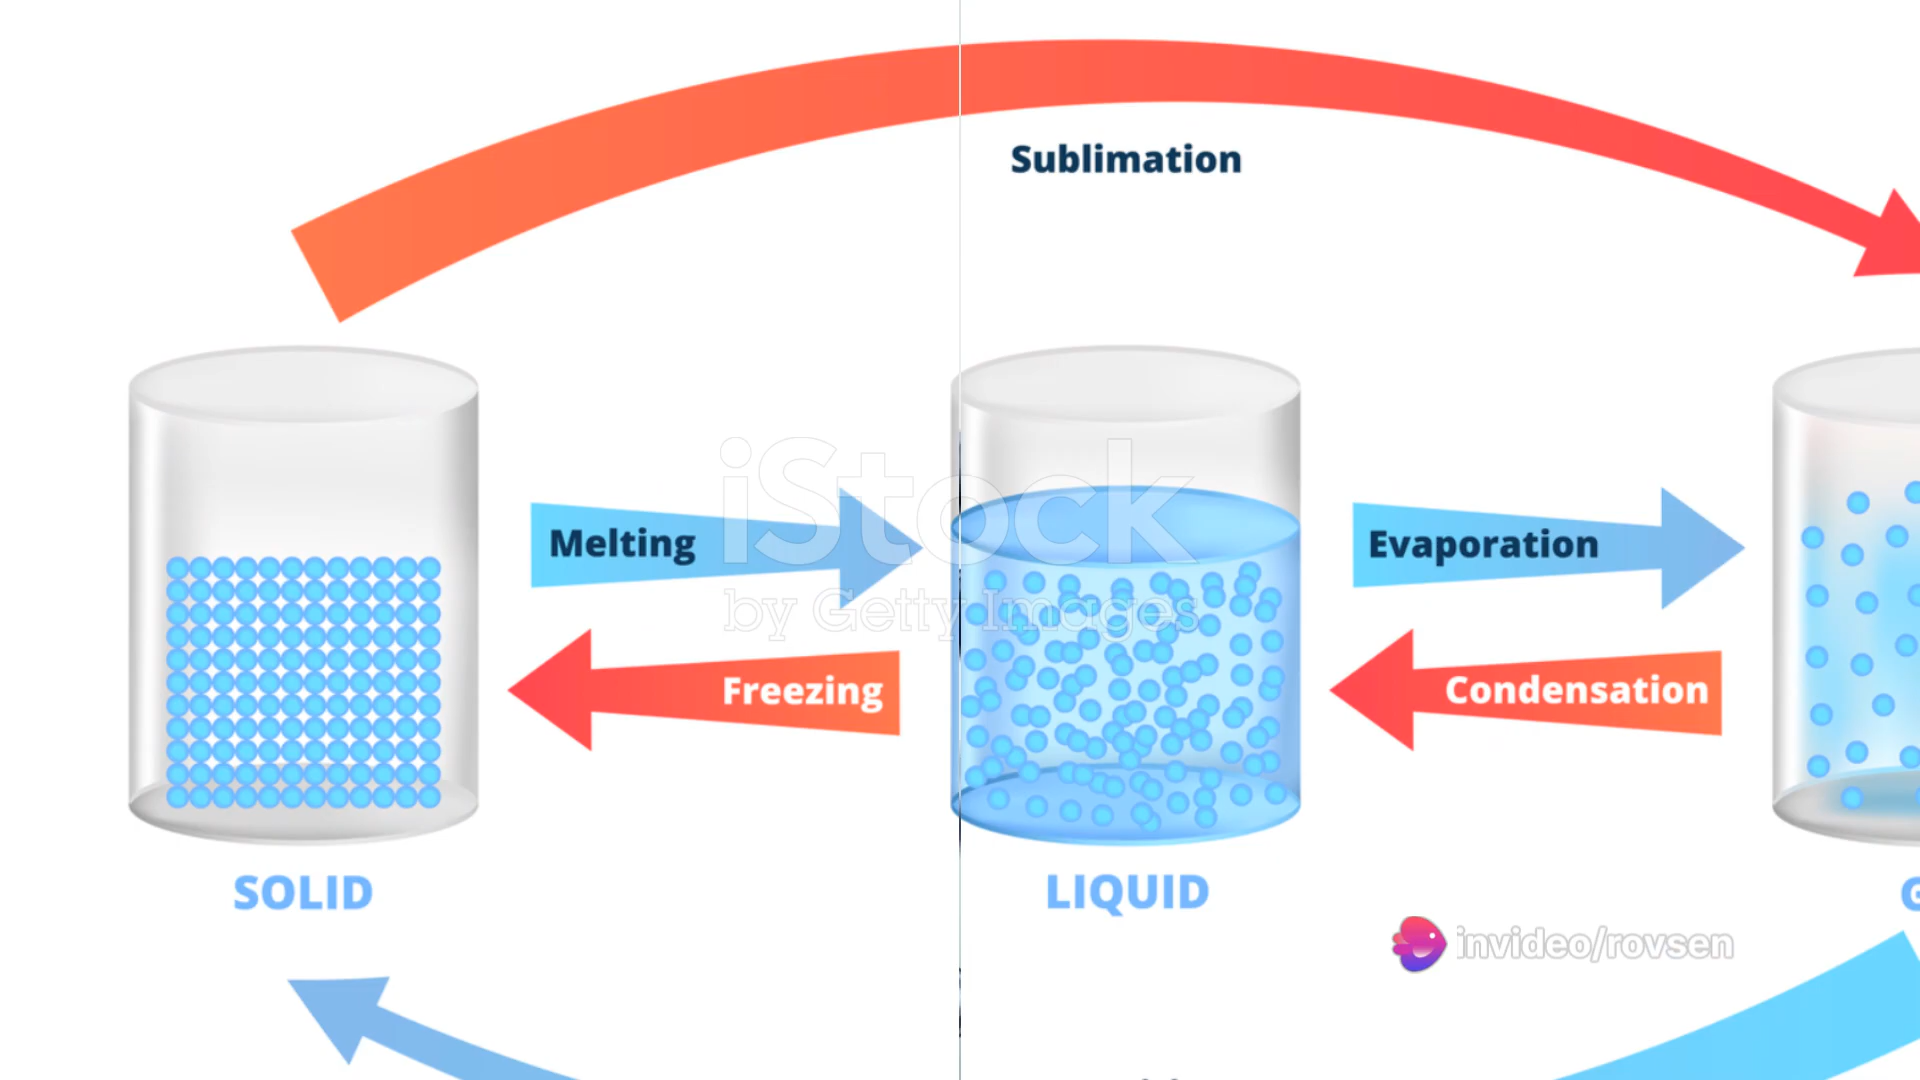 Sublimation
iStock
by Getty Images
Melting
Evaporation
Freezing
Condensation
SOLID
LIQUID
G
invideo/rovsen